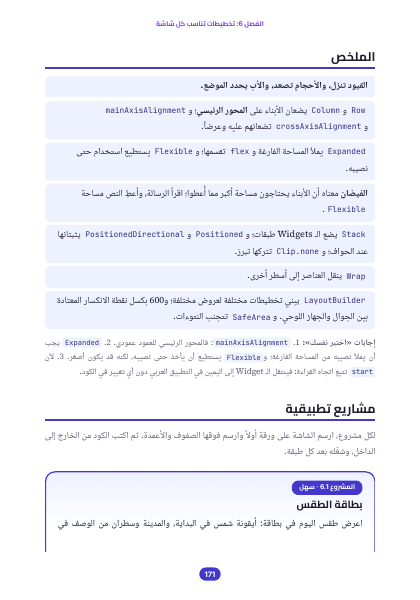 الفصل 6: تخطيطات تناسب كل شاشة
الملخص
القيود تنزل، والأحجام تصعد، والأب يحدد الموضع.
Row و Column يضعان الأبناء على المحور الرئيسي؛ و mainAxisAlignment
و crossAxisAlignment تضعانهم عليه وعرضاً.
Expanded يملأ المساحة الفارغة و flex تقسمها؛ و Flexible يستطيع استخدام حتى
نصيبه.
الفيضان معناه أن الأبناء يحتاجون مساحة أكبر مما أُعطوا؛ اقرأ الرسالة، وأعطِ النص مساحة
Flexible .
Stack يضع الـ Widgets طبقات؛ و Positioned و PositionedDirectional يثبتانها
عند الحواف؛ و Clip.none تتركها تبرز.
Wrap ينقل العناصر إلى أسطر أخرى.
LayoutBuilder يبني تخطيطات مختلفة لعروض مختلفة؛ و600 بكسل نقطة الانكسار المعتادة
بين الجوال والجهاز اللوحي. و SafeArea تتجنب النتوءات.
إجابات «اختبر نفسك»: 1. mainAxisAlignment : فالمحور الرئيسي للعمود عمودي. 2. Expanded يجب
أن يملأ نصيبه من المساحة الفارغة؛ و Flexible يستطيع أن يأخذ حتى نصيبه، لكنه قد يكون أصغر. 3. لأن
start تتبع اتجاه القراءة: فينتقل الـ Widget إلى اليمين في التطبيق العربي دون أي تغيير في الكود.
مشاريع تطبيقية
لكل مشروع، ارسم الشاشة على ورقة أولاً وارسم فوقها الصفوف والأعمدة. ثم اكتب الكود من الخارج إلى
الداخل، وشغّله بعد كل طبقة.
المشروع 6.1 · سهل
بطاقة الطقس
اعرض طقس اليوم في بطاقة: أيقونة شمس في البداية، والمدينة وسطران من الوصف في
171